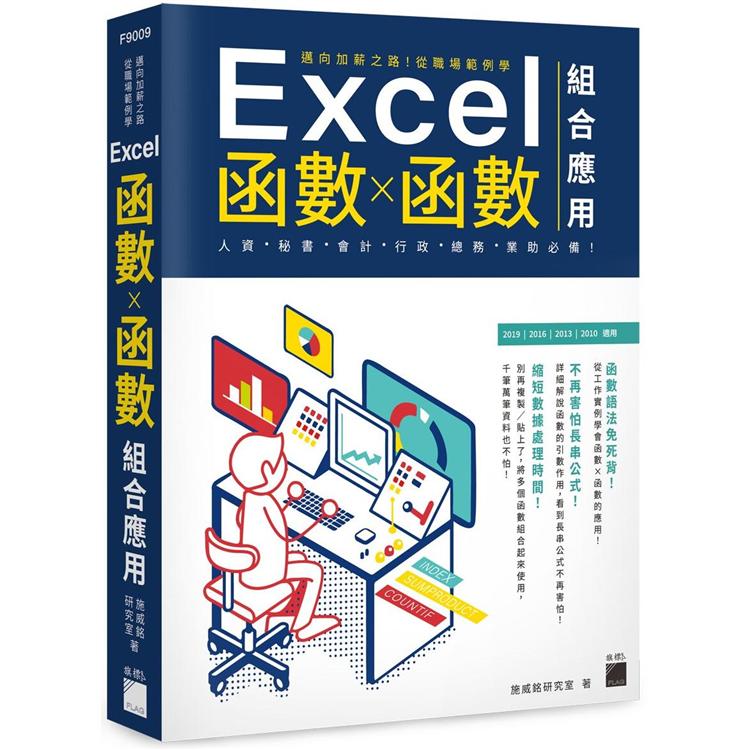 F9009
邁向加薪之路
從職場範例學
Excel
函數×函數
組合應用
施威銘
研究室 著
旗標
FLAG
邁向加薪之路！從職場範例學
Excel
函數×函數
組合應用
人資•秘書•會計•行政•總務•業助必備！
2019 | 2016 | 2013 | 2010 適用
函數語法免死背！
從工作實例學會函數×函數的應用！
不再害怕長串公式！
詳細解說函數的引數作用，看到長串公式不再害怕！
縮短數據處理時間！
別再複製／貼上了，將多個函數組合起來使用，
千筆萬筆資料也不怕！
INDEX
SUMPRODUCT
COUNTIF
施威銘研究室 著
旗標
FLAG